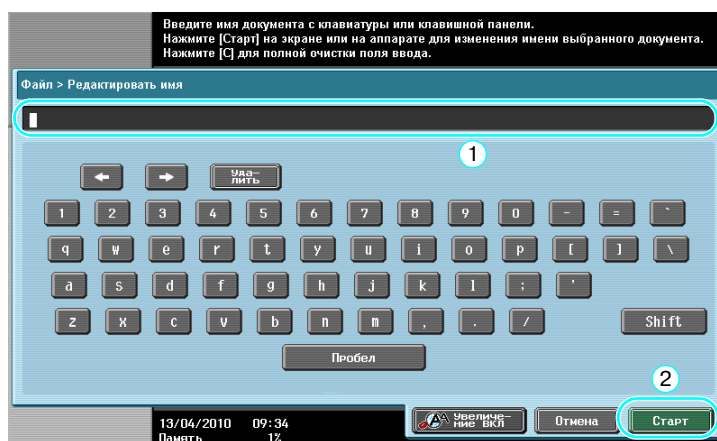 Введите имя документа с клавиатуры или клавишной панели.
Нажмите [Старт] на экране или на аппарате для изменения имени выбранного документа.
Нажмите [C] для полной очистки поля ввода.
Файл > Редактировать имя
1
← → Уда-
лить
1 2 3 4 5 6 7 8 9 0 - = `
q w e r t y u i o p [ ] \
a s d f g h j k l ; '
z x c v b n m , . / Shift
Пробел
2
Увеличе-
ние ВКЛ
Отмена
Старт
13/04/2010 09:34
Память 1%